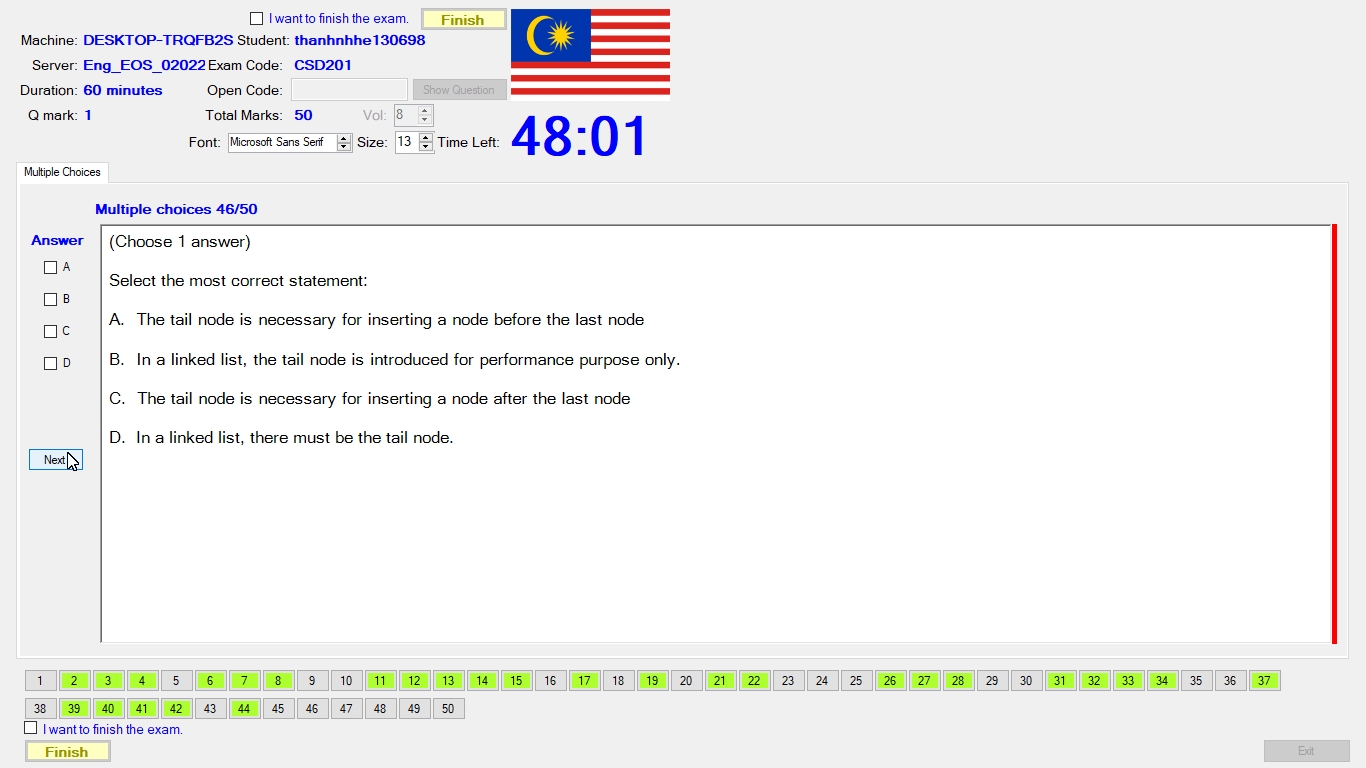 I want to finish the exam. Finish
Machine: DESKTOP-TRQFB2S Student: thanhnhhe130698
Server: Eng_EOS_02022 Exam Code: CSD201
Duration: 60 minutes Open Code: Show Question
Q mark: 1 Total Marks: 50 Vol: 8
Font: Microsoft Sans Serif Size: 13 Time Left: 48:01
Multiple Choices
Multiple choices 46/50
Answer
A
B
C
D
Next
(Choose 1 answer)
Select the most correct statement:
A. The tail node is necessary for inserting a node before the last node
B. In a linked list, the tail node is introduced for performance purpose only.
C. The tail node is necessary for inserting a node after the last node
D. In a linked list, there must be the tail node.
1 2 3 4 5 6 7 8 9 10 11 12 13 14 15 16 17 18 19 20 21 22 23 24 25 26 27 28 29 30 31 32 33 34 35 36 37
38 39 40 41 42 43 44 45 46 47 48 49 50
I want to finish the exam.
Finish Exit